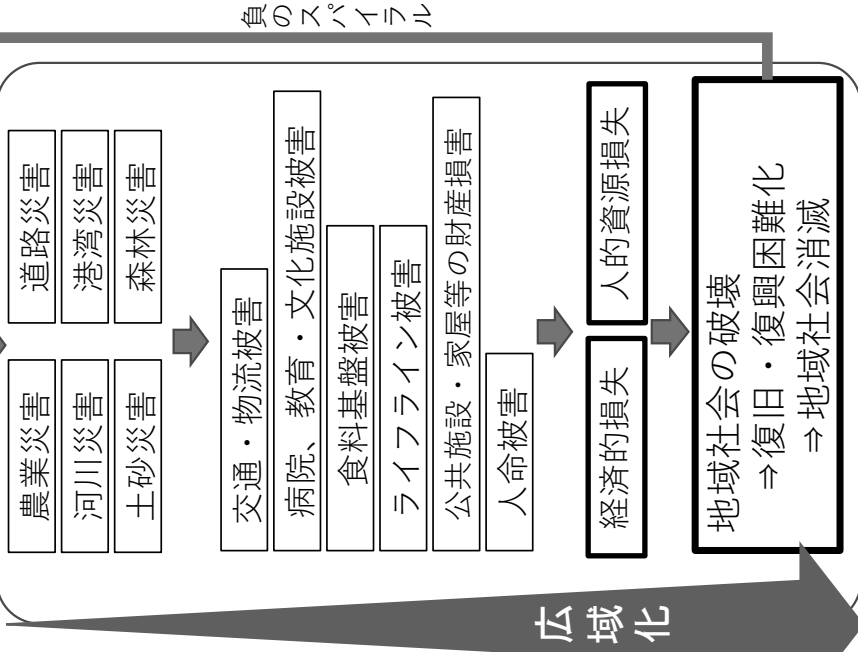 負のスパイラル
農業災害
道路災害
河川災害
港湾災害
土砂災害
森林災害
交通・物流被害
病院、教育・文化施設被害
食料基盤被害
ライフライン被害
公共施設・家屋等の財産損害
人命被害
経済的損失
人的資源損失
地域社会の破壊
⇒復旧・復興困難化
⇒地域社会消滅
広域化